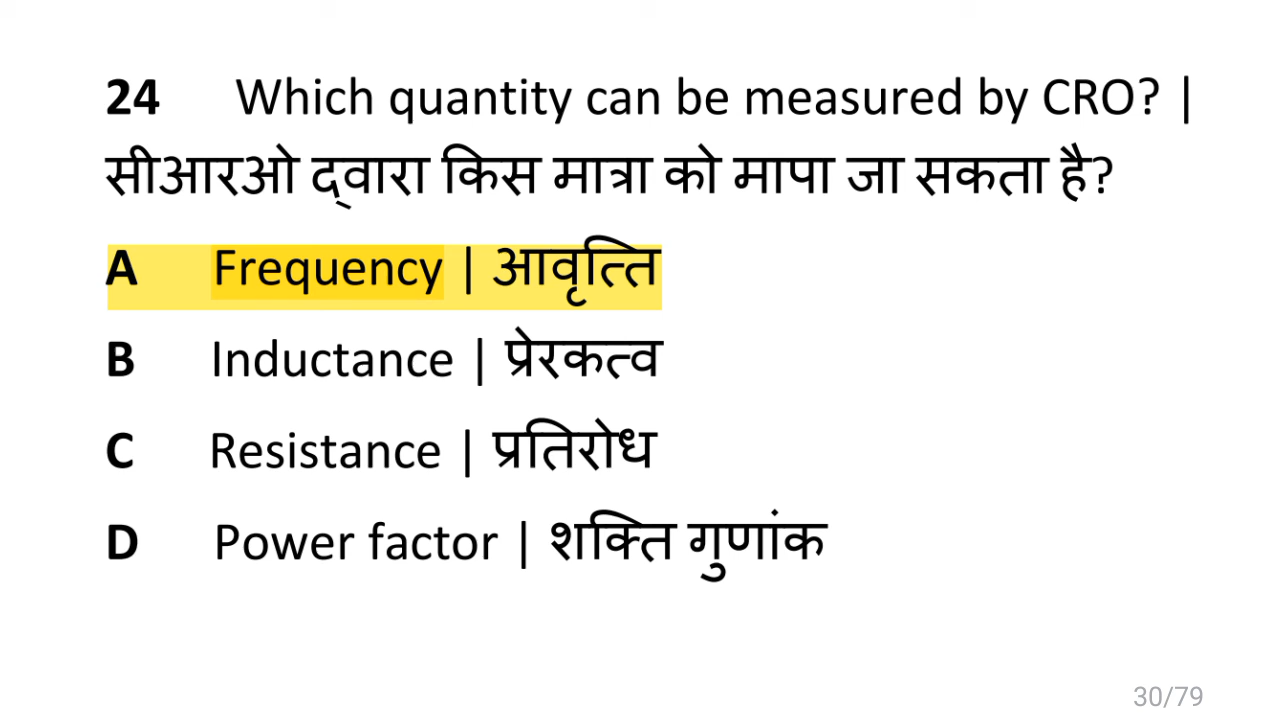 24 Which quantity can be measured by CRO? |
सीआरओ द्वारा किस मात्रा को मापा जा सकता है?
A Frequency | आवृत्ति
B Inductance | प्रेरकत्व
C Resistance | प्रतिरोध
D Power factor | शक्ति गुणांक
30/79